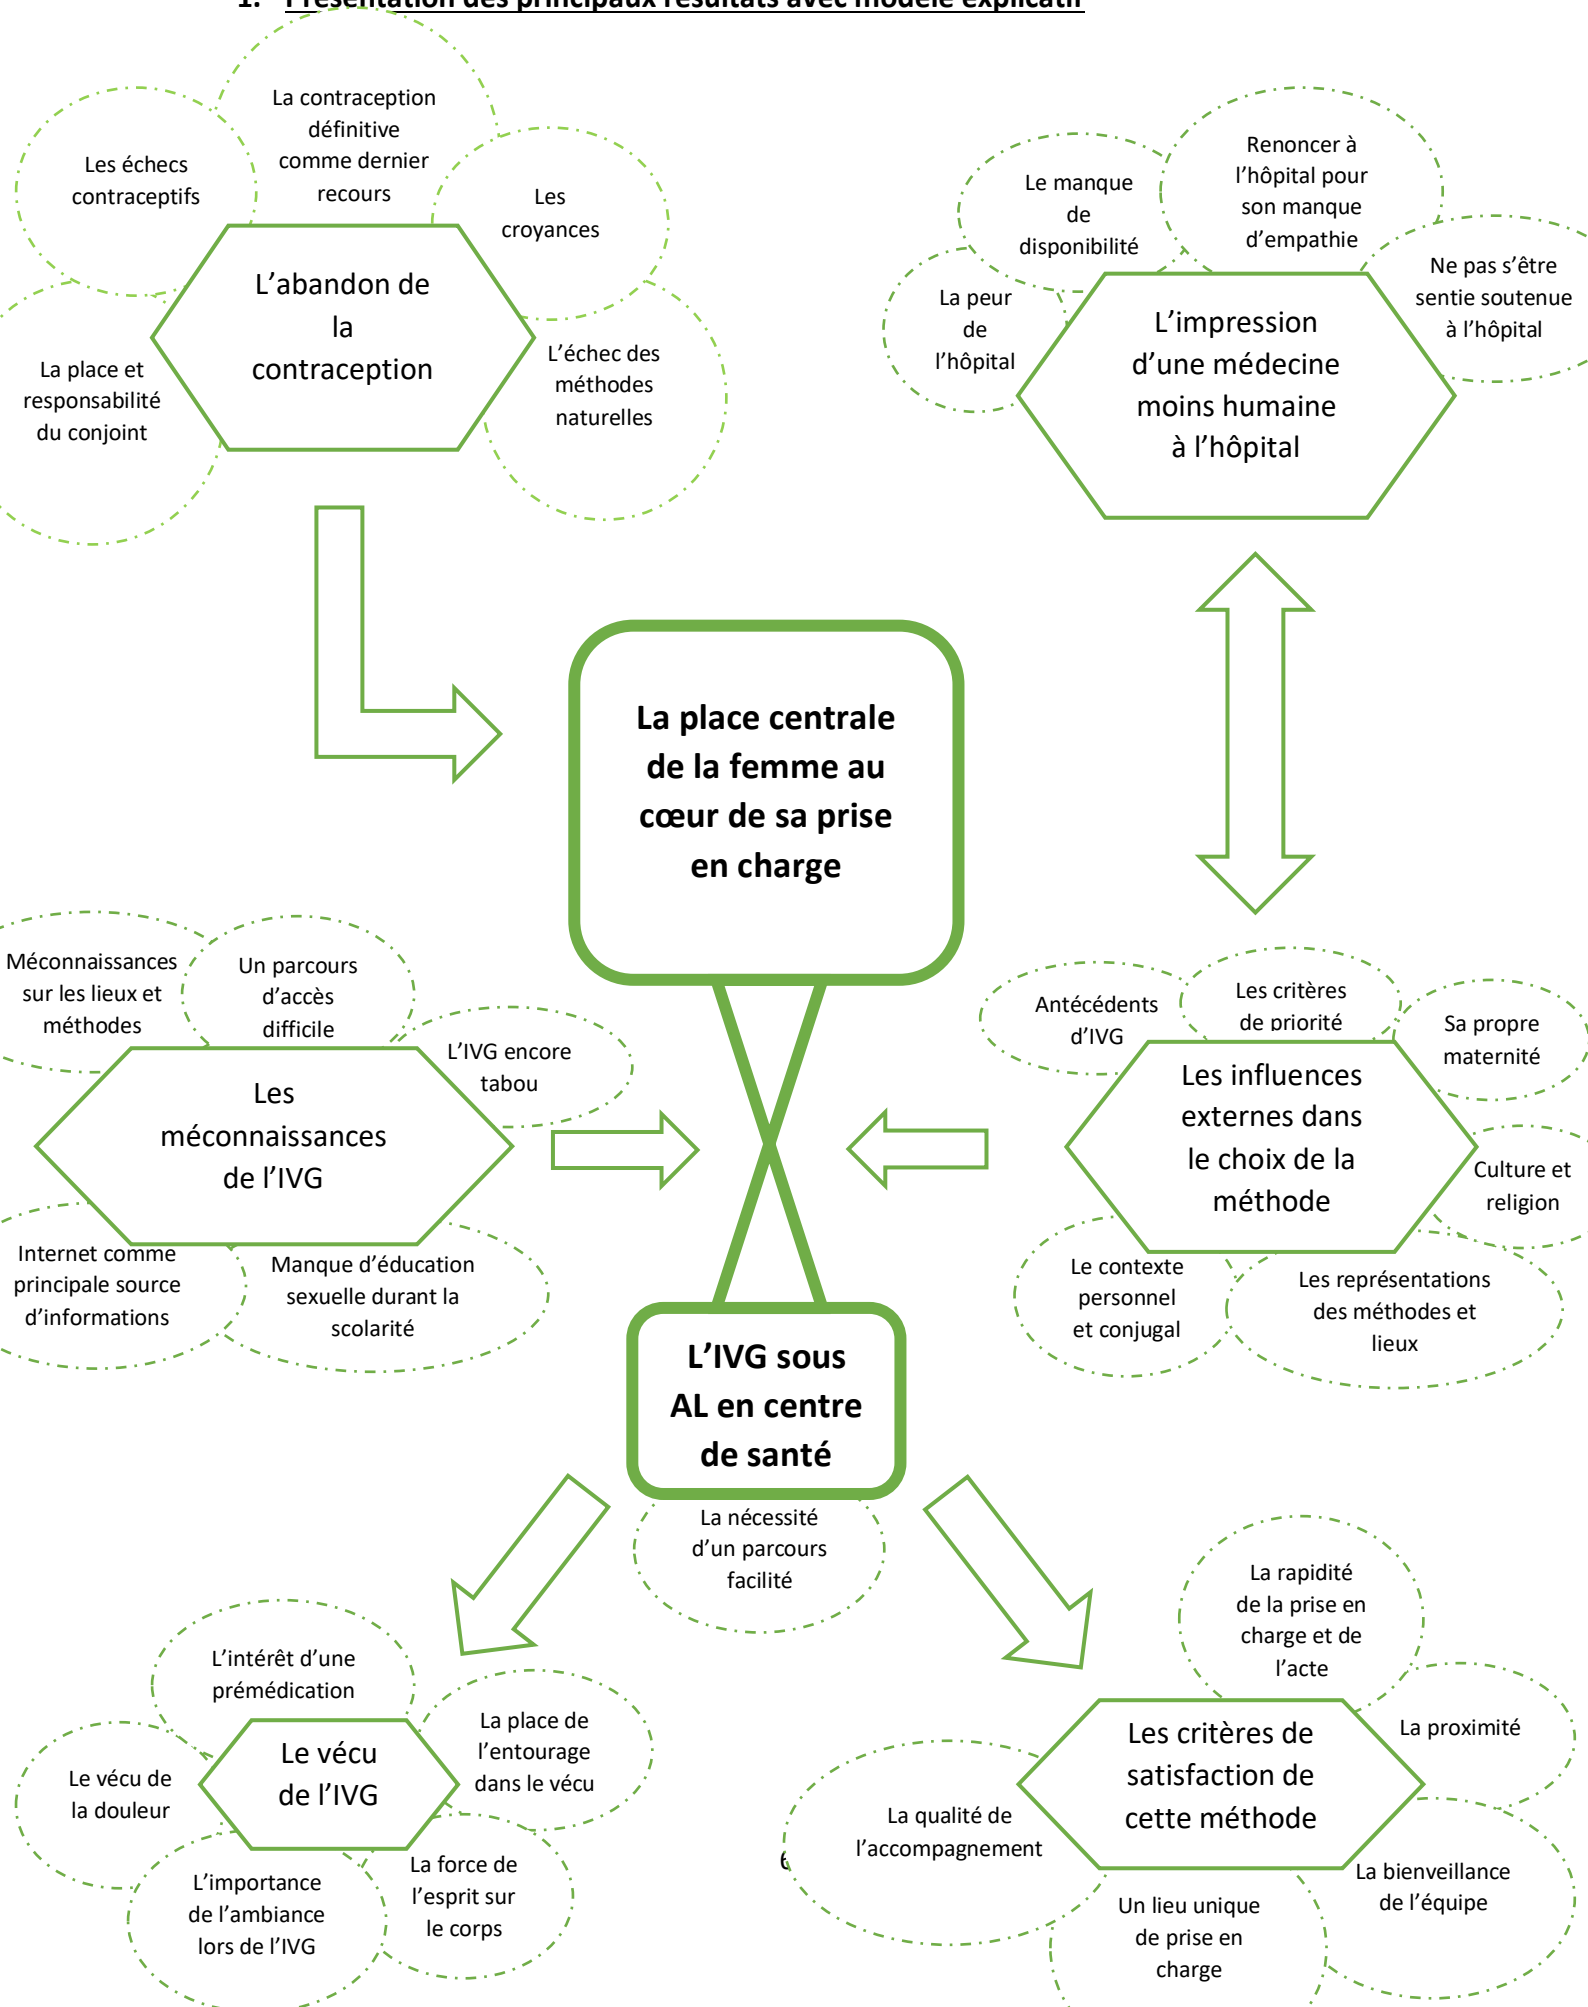 1. Présentation des principaux résultats avec modèle explicatif
La contraception
définitive
comme dernier
recours
Les échecs
contraceptifs
Les
croyances
L'abandon de
la
contraception
La place et
responsabilité
du conjoint
L'échec des
méthodes
naturelles
Renoncer à
l'hôpital pour
son manque
d'empathie
Le manque
de
disponibilité
Ne pas s'être
sentie soutenue
à l'hôpital
La peur
de
l'hôpital
L'impression
d'une médecine
moins humaine
à l'hôpital
La place centrale
de la femme au
cœur de sa prise
en charge
Méconnaissances
sur les lieux et
méthodes
Un parcours
d'accès
difficile
L'IVG encore
tabou
Les
méconnaissances
de l'IVG
Internet comme
principale source
d'informations
Manque d'éducation
sexuelle durant la
scolarité
Antécédents
d'IVG
Les critères
de priorité
Sa propre
maternité
Les influences
externes dans
le choix de la
méthode
Culture et
religion
Le contexte
personnel
et conjugal
Les représentations
des méthodes et
lieux
L'IVG sous
AL en centre
de santé
La nécessité
d'un parcours
facilité
L'intérêt d'une
prémédication
La place de
l'entourage
dans le vécu
Le vécu
de l'IVG
Le vécu de
la douleur
L'importance
de l'ambiance
lors de l'IVG
La force de
l'esprit sur
le corps
La rapidité
de la prise en
charge et de
l'acte
La proximité
Les critères de
satisfaction de
cette méthode
La qualité de
l'accompagnement
La bienveillance
de l'équipe
Un lieu unique
de prise en
charge